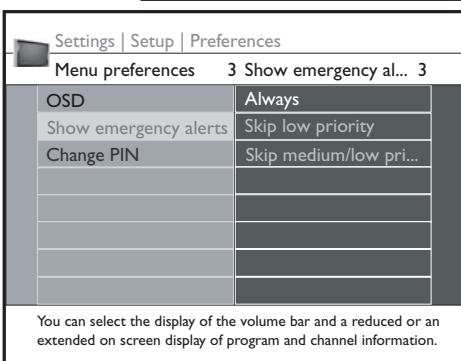 Settings | Setup | Preferences
Menu preferences 3 Show emergency al... 3
OSD Always
Show emergency alerts Skip low priority
Change PIN Skip medium/low pri...
You can select the display of the volume bar and a reduced or an
extended on screen display of program and channel information.